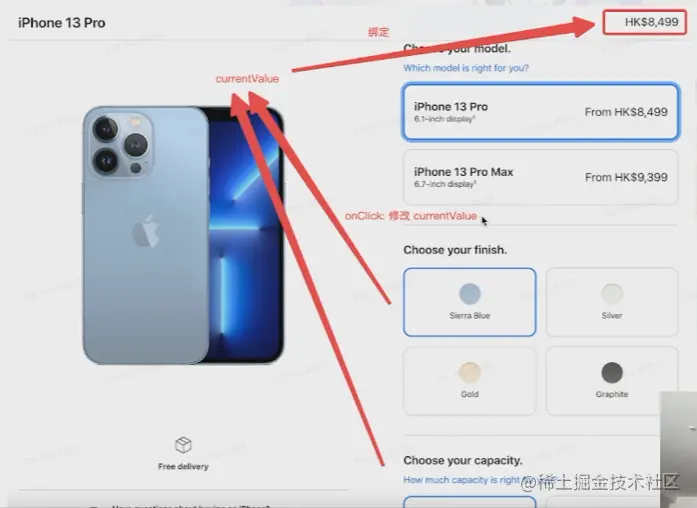 iPhone 13 Pro
HK$8,499
绑定
Choose your model.
currentValue
Which model is right for you?
iPhone 13 Pro
6.1-inch display¹
From HK$8,499
iPhone 13 Pro Max
6.7-inch display¹
From HK$9,399
onClick: 修改 currentValue
Choose your finish.
Sierra Blue
Silver
Gold
Graphite
Free delivery
Choose your capacity.
How much capacity is right
@稀土掘金技术社区